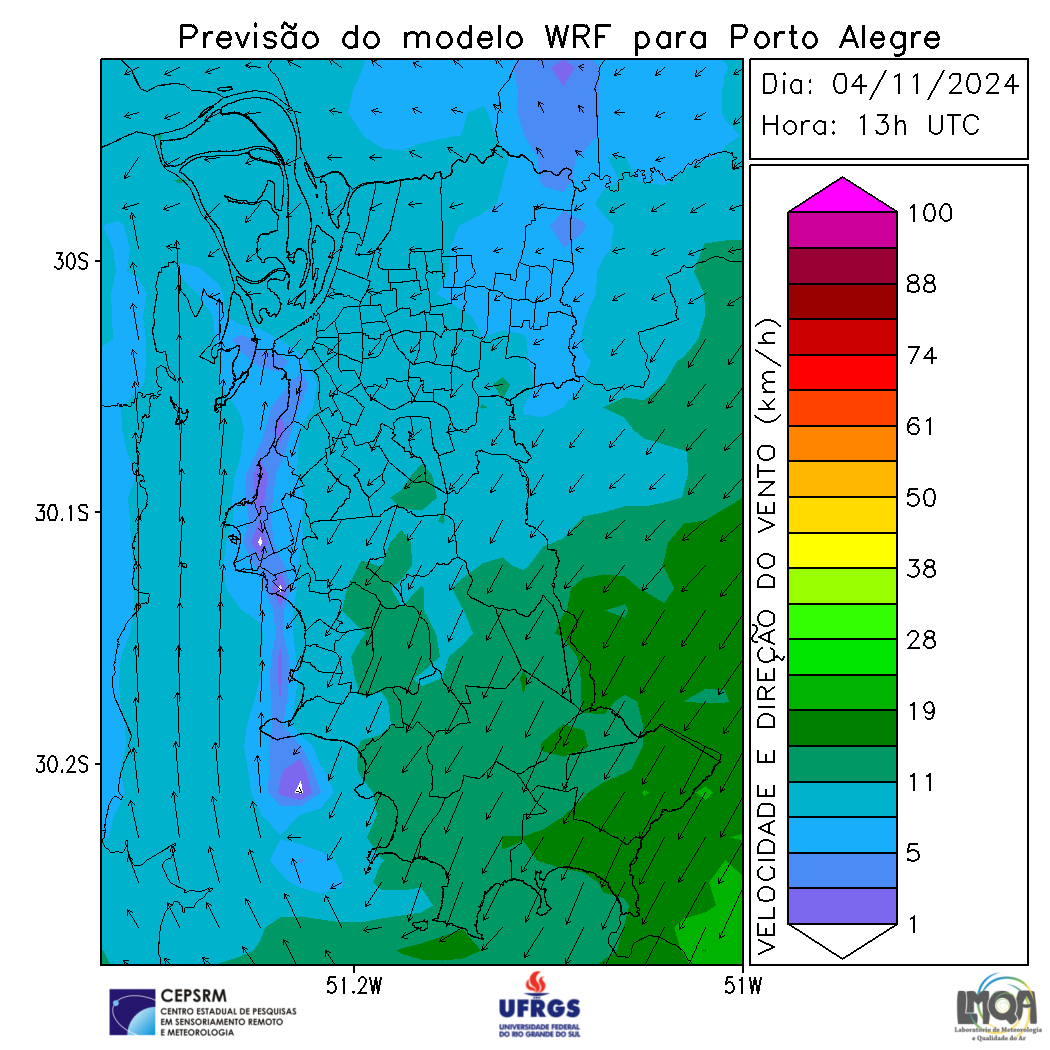 Previsão do modelo WRF para Porto Alegre
Dia: 04/11/2024
Hora: 13h UTC
30S
30.1S
30.2S
51.2W
51W
VELOCIDADE E DIREÇÃO DO VENTO (km/h)
100
88
74
61
50
38
28
19
11
5
1
CEPSRM
CENTRO ESTADUAL DE PESQUISAS
EM SENSORIAMENTO REMOTO
E METEOROLOGIA
UFRGS
UNIVERSIDADE FEDERAL
DO RIO GRANDE DO SUL
LMQA
Laboratório de Meteorologia
e Qualidade do Ar